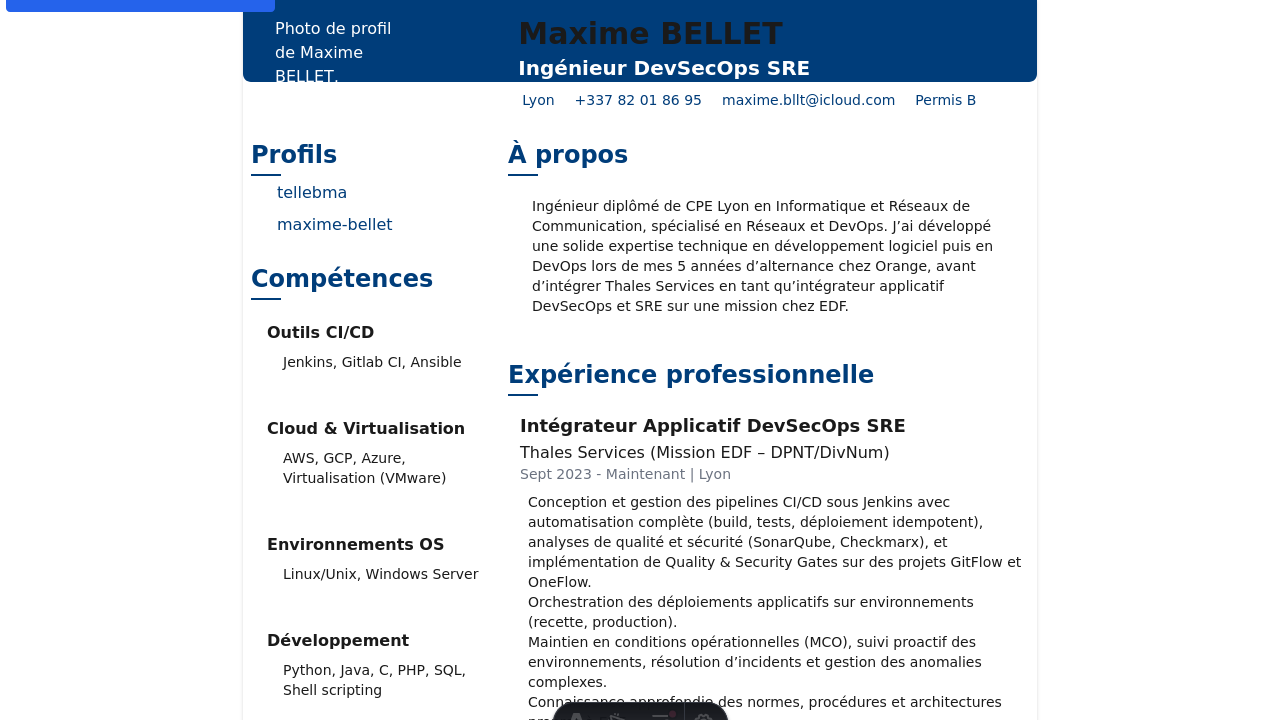 Photo de profil
de Maxime
BELLET.
Maxime BELLET
Ingénieur DevSecOps SRE
Lyon +337 82 01 86 95 maxime.bllt@icloud.com Permis B
Profils
tellebma
maxime-bellet
Compétences
Outils CI/CD
Jenkins, Gitlab CI, Ansible
Cloud & Virtualisation
AWS, GCP, Azure,
Virtualisation (VMware)
Environnements OS
Linux/Unix, Windows Server
Développement
Python, Java, C, PHP, SQL,
Shell scripting
À propos
Ingénieur diplômé de CPE Lyon en Informatique et Réseaux de
Communication, spécialisé en Réseaux et DevOps. J’ai développé
une solide expertise technique en développement logiciel puis en
DevOps lors de mes 5 années d’alternance chez Orange, avant
d’intégrer Thales Services en tant qu’intégrateur applicatif
DevSecOps et SRE sur une mission chez EDF.
Expérience professionnelle
Intégrateur Applicatif DevSecOps SRE
Thales Services (Mission EDF – DPNT/DivNum)
Sept 2023 - Maintenant | Lyon
Conception et gestion des pipelines CI/CD sous Jenkins avec
automatisation complète (build, tests, déploiement idempotent),
analyses de qualité et sécurité (SonarQube, Checkmarx), et
implémentation de Quality & Security Gates sur des projets GitFlow et
OneFlow.
Orchestration des déploiements applicatifs sur environnements
(recette, production).
Maintien en conditions opérationnelles (MCO), suivi proactif des
environnements, résolution d’incidents et gestion des anomalies
complexes.
Connaissance approfondie des normes, procédures et architectures